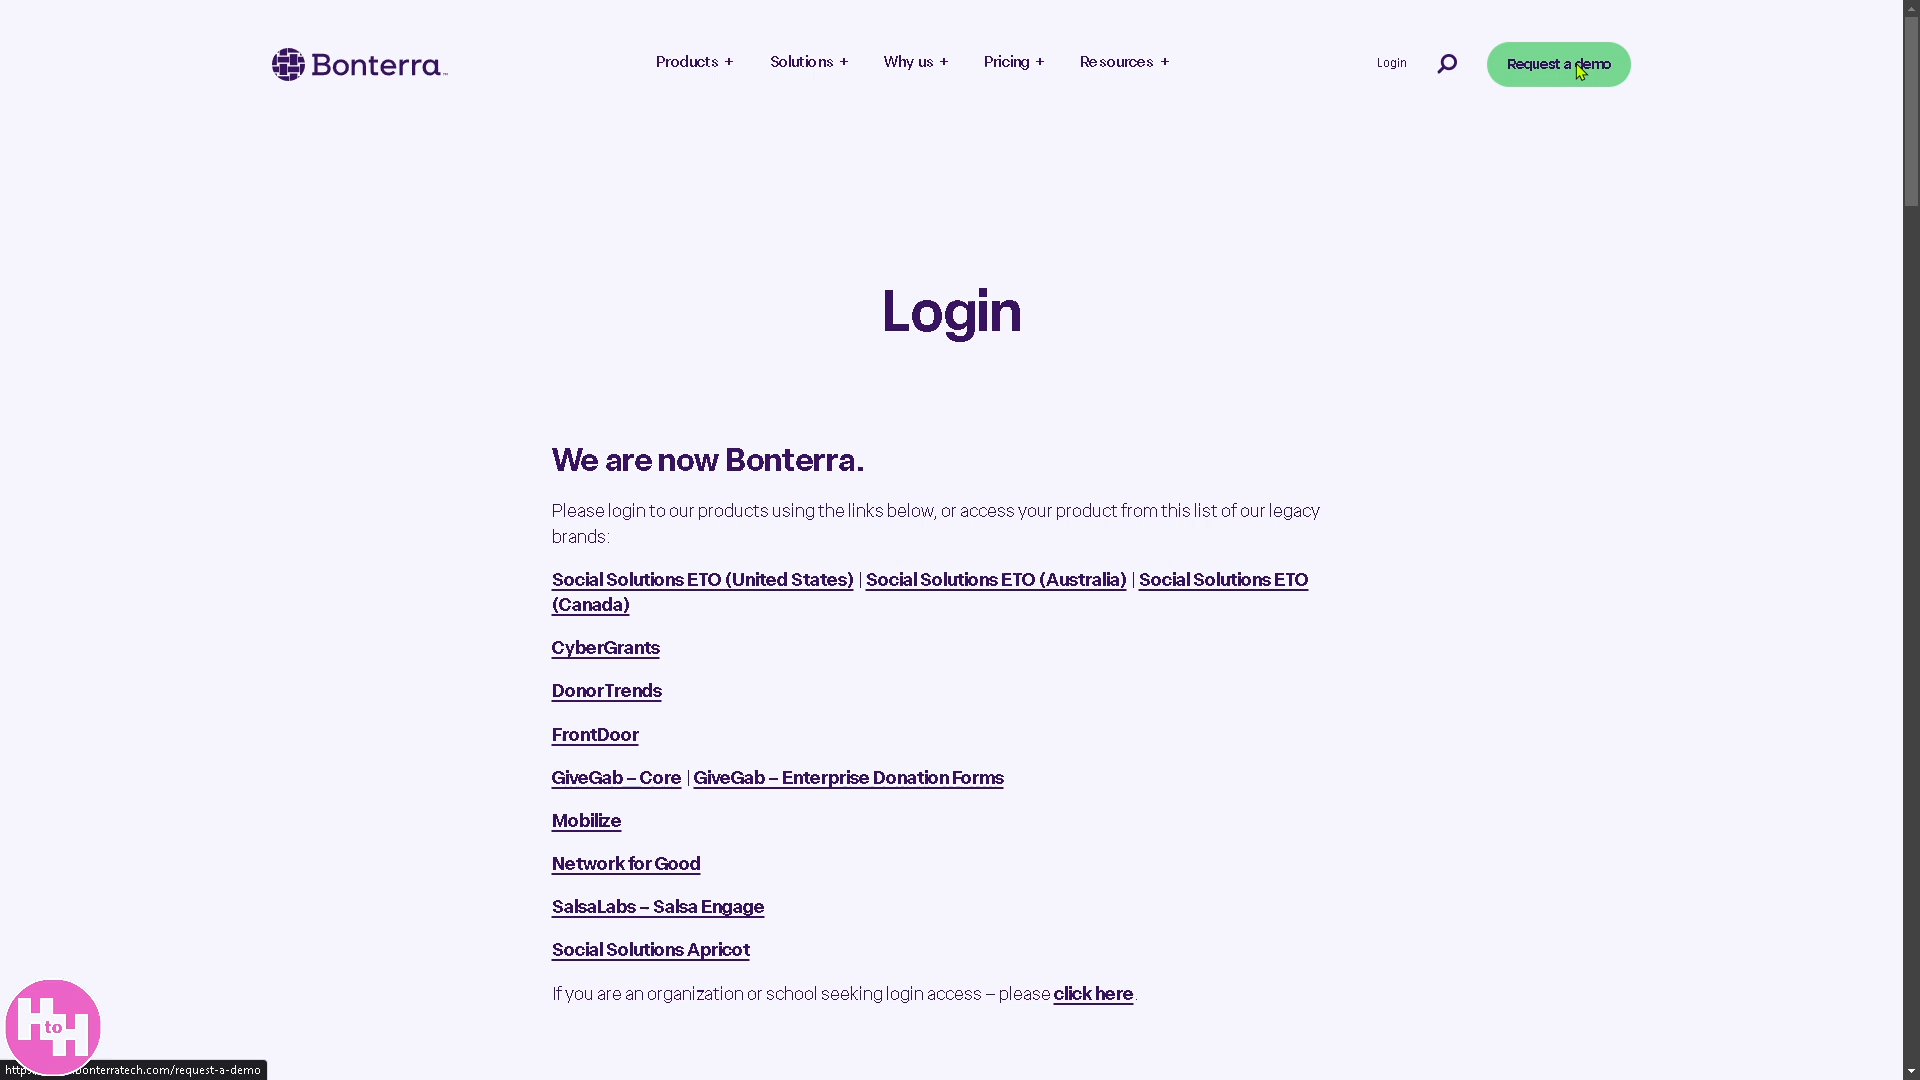 Bonterra
Products +
Solutions +
Why us +
Pricing +
Resources +
Login
Request a demo
Login
We are now Bonterra.
Please login to our products using the links below, or access your product from this list of our legacy
brands:
Social Solutions ETO (United States) | Social Solutions ETO (Australia) | Social Solutions ETO
(Canada)
CyberGrants
DonorTrends
FrontDoor
GiveGab – Core | GiveGab – Enterprise Donation Forms
Mobilize
Network for Good
SalsaLabs – Salsa Engage
Social Solutions Apricot
If you are an organization or school seeking login access – please click here.
H to H
bonterratech.com/request-a-demo